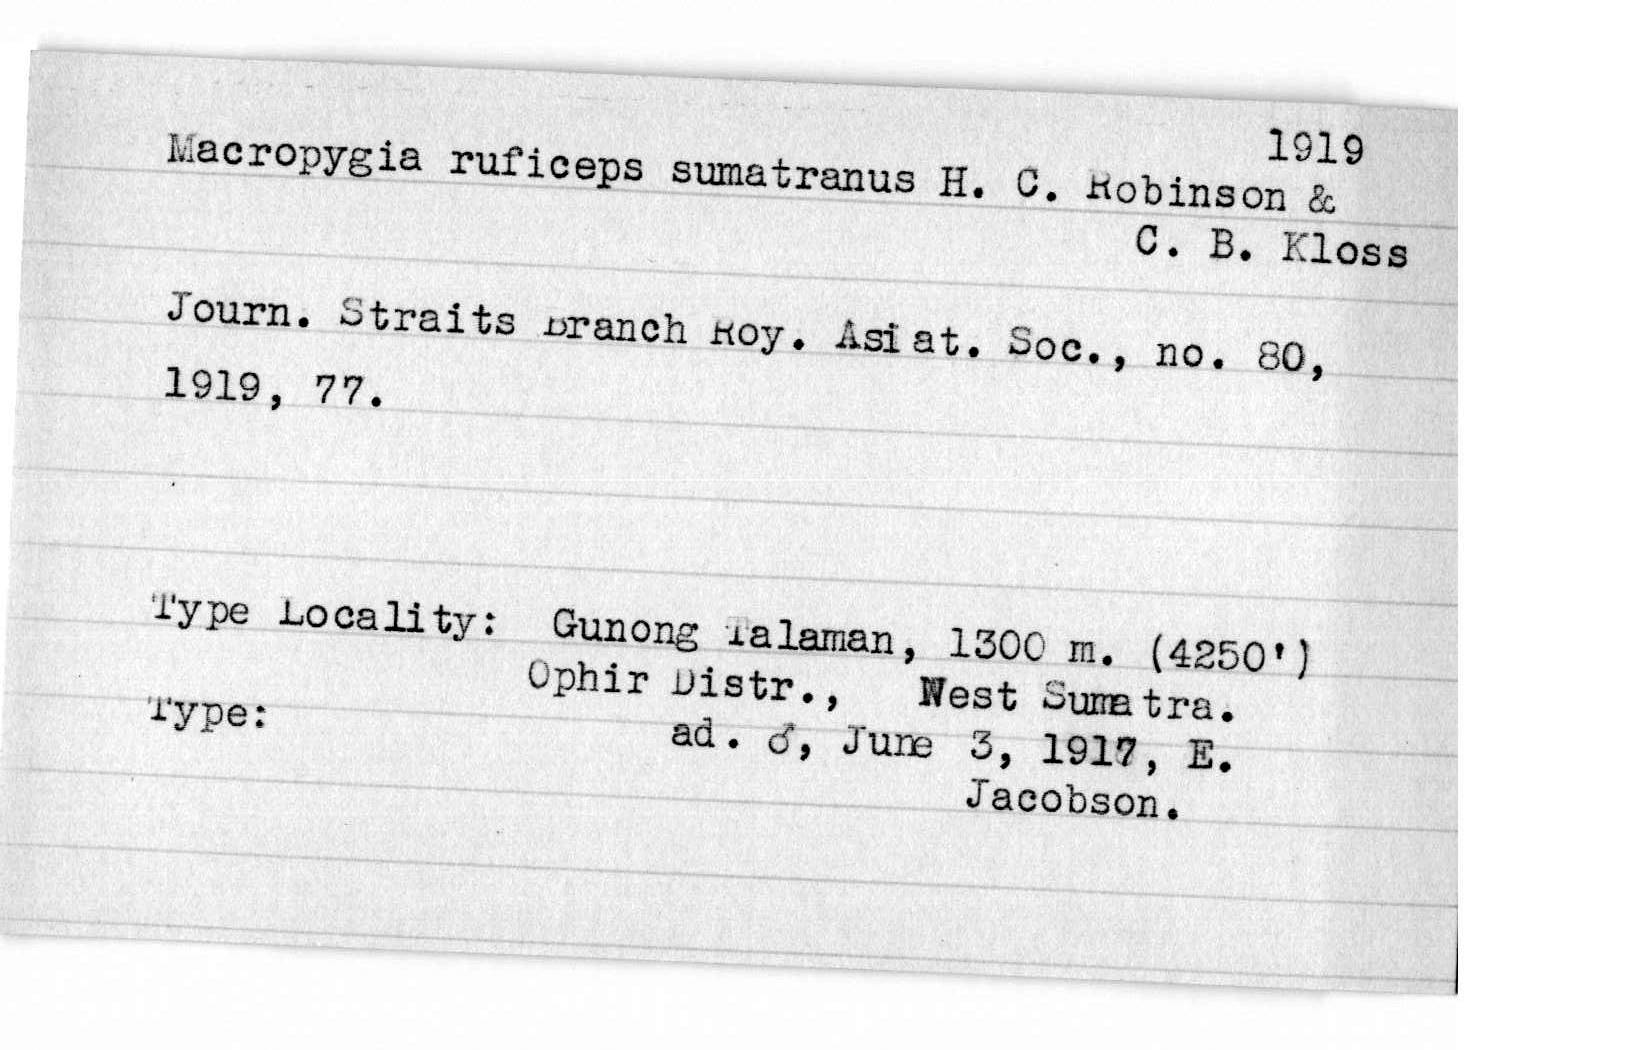 1919
Macropygia ruficeps sumatranus H. C. Robinson &
C. B. Kloss
Journ. Straits Branch Roy. Asiat. Soc., no. 80,
1919, 77.
Type Locality: Gunong Talaman, 1300 m. (4250')
Ophir Distr., West Sumatra.
Type: ad. ♂, June 3, 1917, E.
Jacobson.